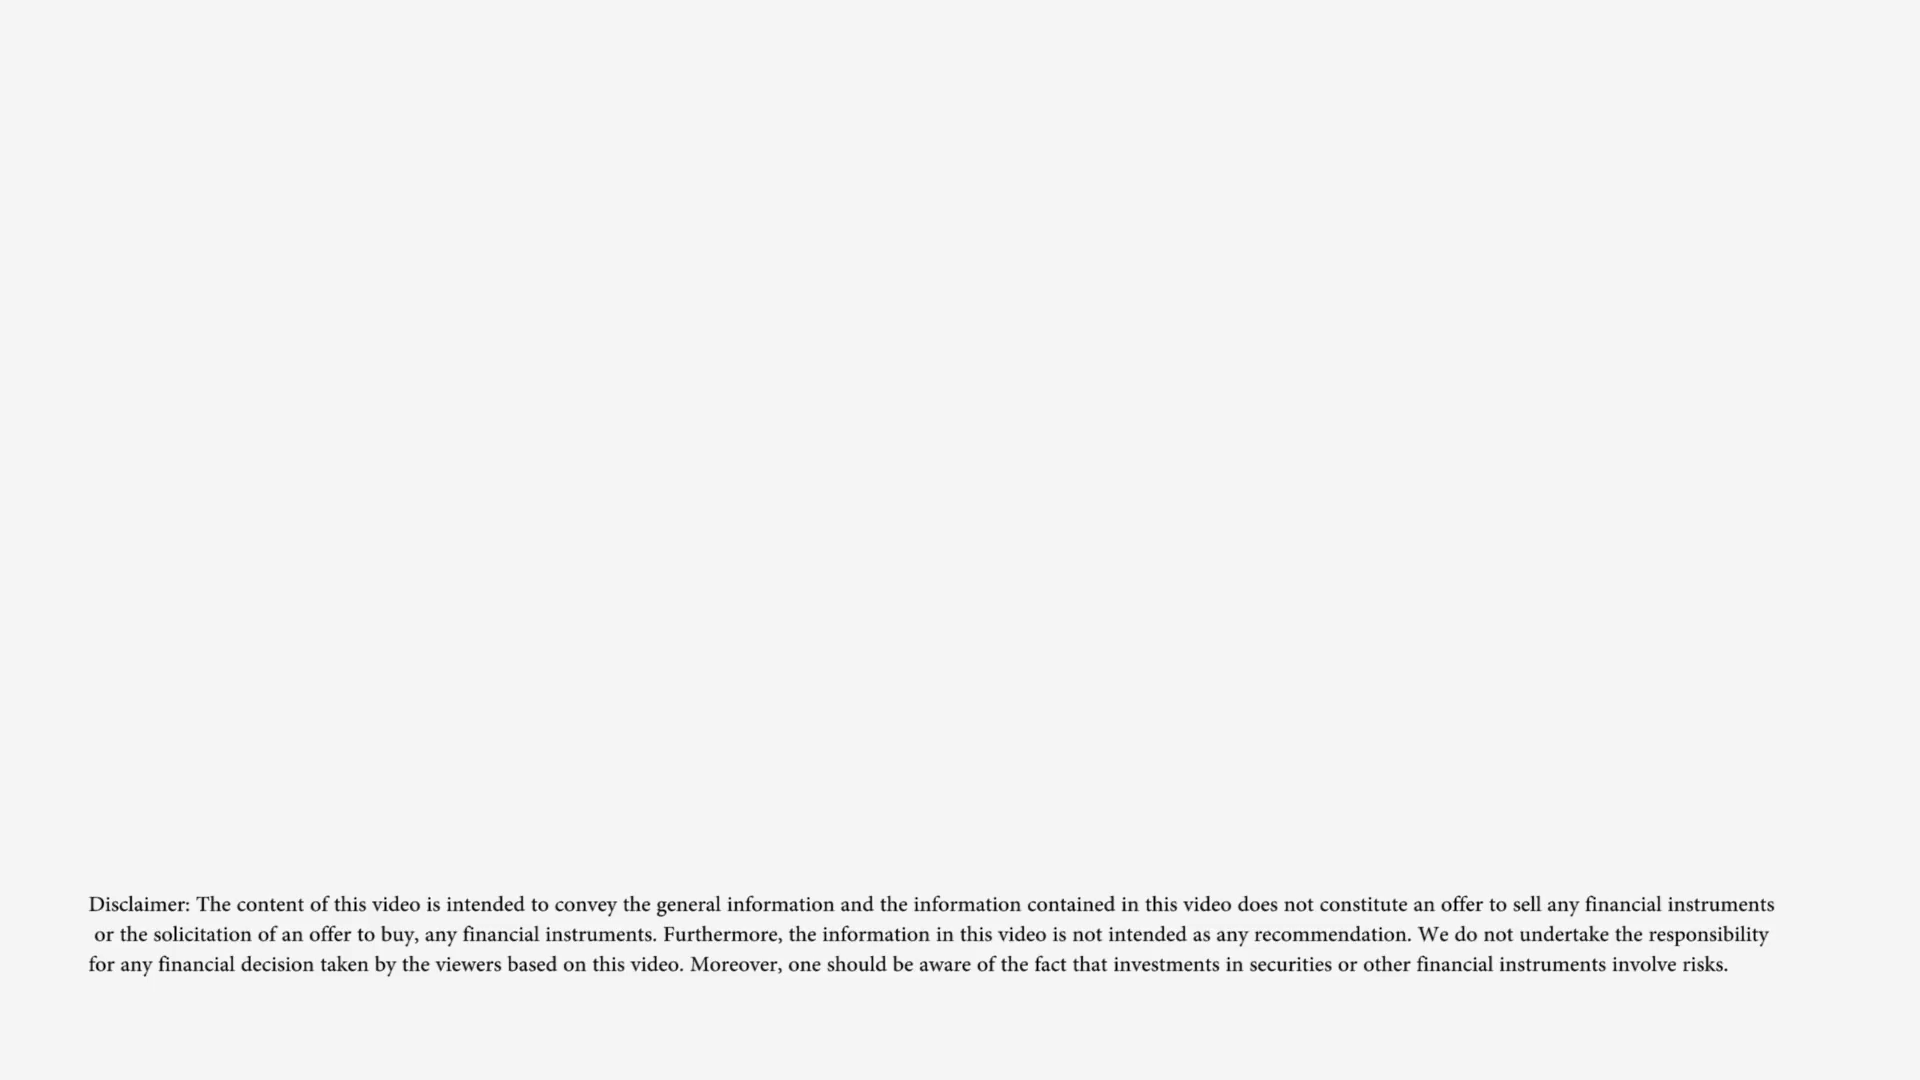 Disclaimer: The content of this video is intended to convey the general information and the information contained in this video does not constitute an offer to sell any financial instruments
or the solicitation of an offer to buy, any financial instruments. Furthermore, the information in this video is not intended as any recommendation. We do not undertake the responsibility
for any financial decision taken by the viewers based on this video. Moreover, one should be aware of the fact that investments in securities or other financial instruments involve risks.